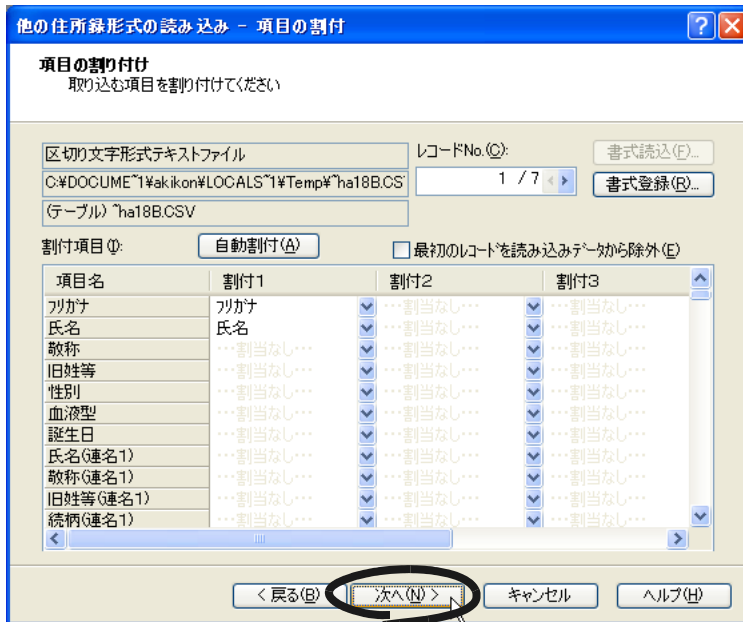 他の住所録形式の読み込み - 項目の割付
項目の割り付け
取り込む項目を割り付けてください
区切り文字形式テキストファイル
レコードNo.(C):
書式読込(F)...
C:¥DOCUME~1¥akikon¥LOCALS~1¥Temp¥~ha18B.CS
1 / 7
書式登録(R)...
(テーブル) ~ha18B.CSV
割付項目(I):
自動割付(A)
最初のレコードを読み込みデータから除外(E)
項目名 割付1 割付2 割付3
フリガナ フリガナ …割当なし… …割当なし…
氏名 氏名 …割当なし… …割当なし…
敬称 …割当なし… …割当なし… …割当なし…
旧姓等 …割当なし… …割当なし… …割当なし…
性別 …割当なし… …割当なし… …割当なし…
血液型 …割当なし… …割当なし… …割当なし…
誕生日 …割当なし… …割当なし… …割当なし…
氏名(連名1) …割当なし… …割当なし… …割当なし…
敬称(連名1) …割当なし… …割当なし… …割当なし…
旧姓等(連名1) …割当なし… …割当なし… …割当なし…
続柄(連名1) …割当なし… …割当なし… …割当なし…
< 戻る(B) 次へ(N) > キャンセル ヘルプ(H)